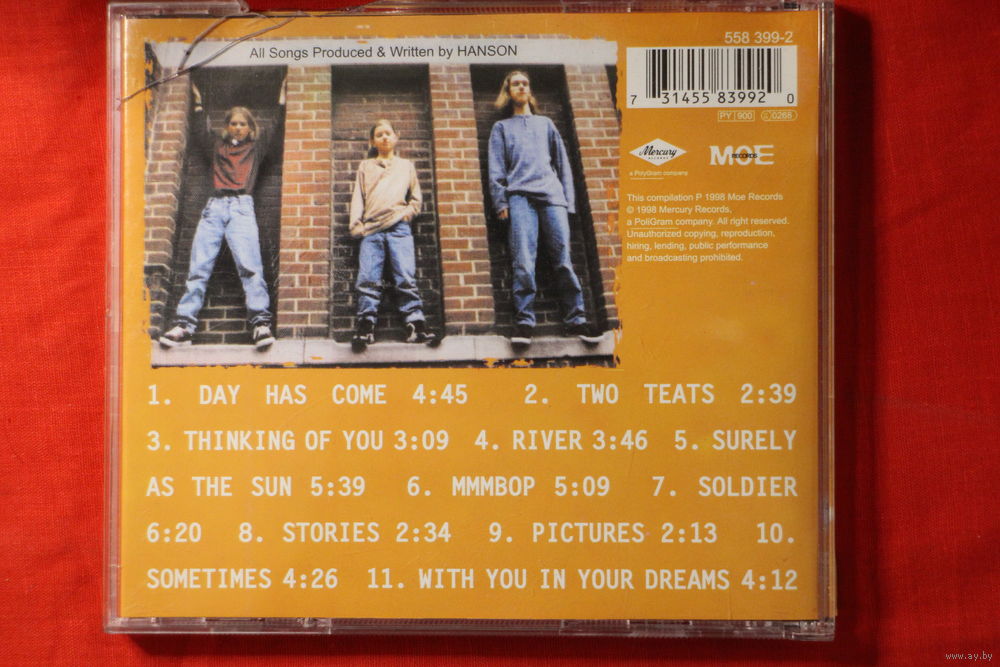 All Songs Produced & Written by HANSON
558 399-2
7 31455 83992 0
PY 900
0268
Mercury
RECORDS
a PolyGram company
MOE
RECORDS
This compilation P 1998 Moe Records
© 1998 Mercury Records,
a PoliGram company. All right reserved.
Unauthorized copying, reproduction,
hiring, lending, public performance
and broadcasting prohibited.
1. DAY HAS COME 4:45 2. TWO TEATS 2:39
3. THINKING OF YOU 3:09 4. RIVER 3:46 5. SURELY
AS THE SUN 5:39 6. MMMBOP 5:09 7. SOLDIER
6:20 8. STORIES 2:34 9. PICTURES 2:13 10.
SOMETIMES 4:26 11. WITH YOU IN YOUR DREAMS 4:12
www.ay.by